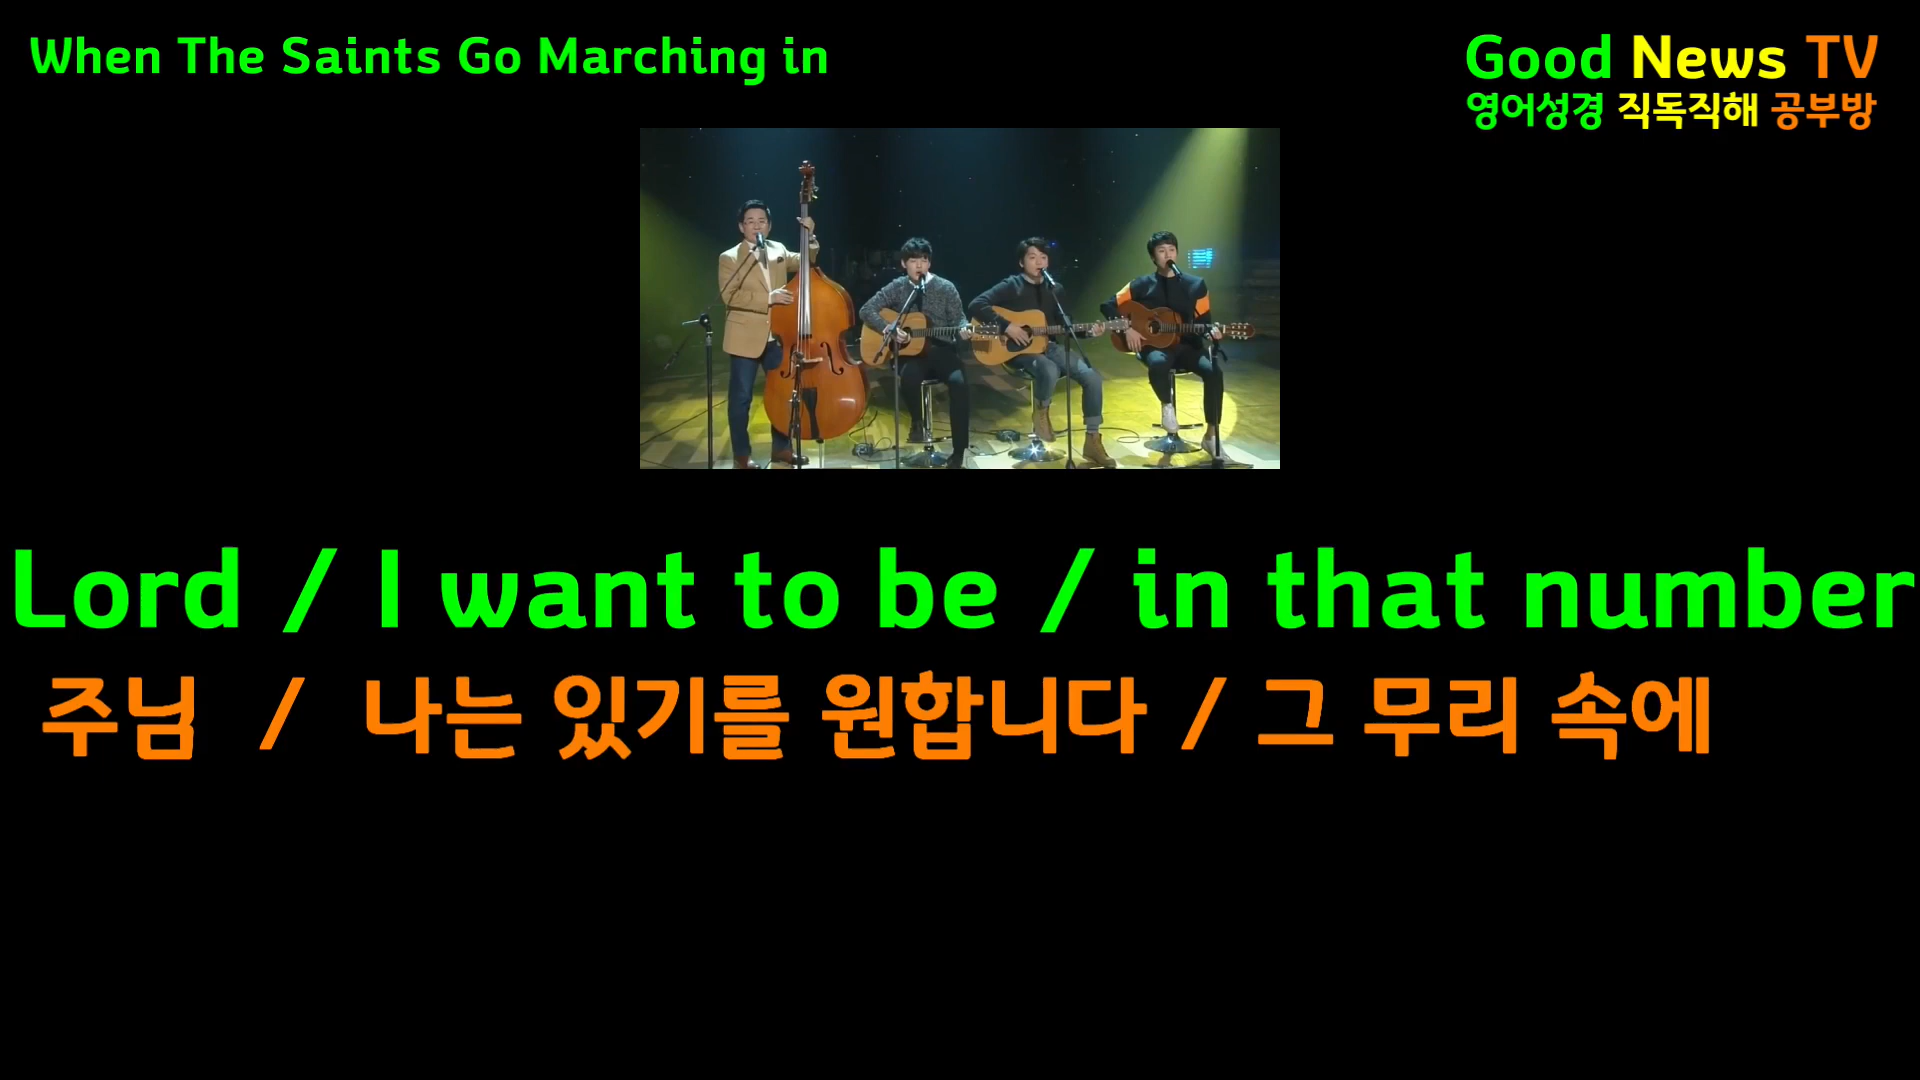 When The Saints Go Marching in
Good News TV
영어성경 직독직해 공부방
Lord / I want to be / in that number
주님 / 나는 있기를 원합니다 / 그 무리 속에